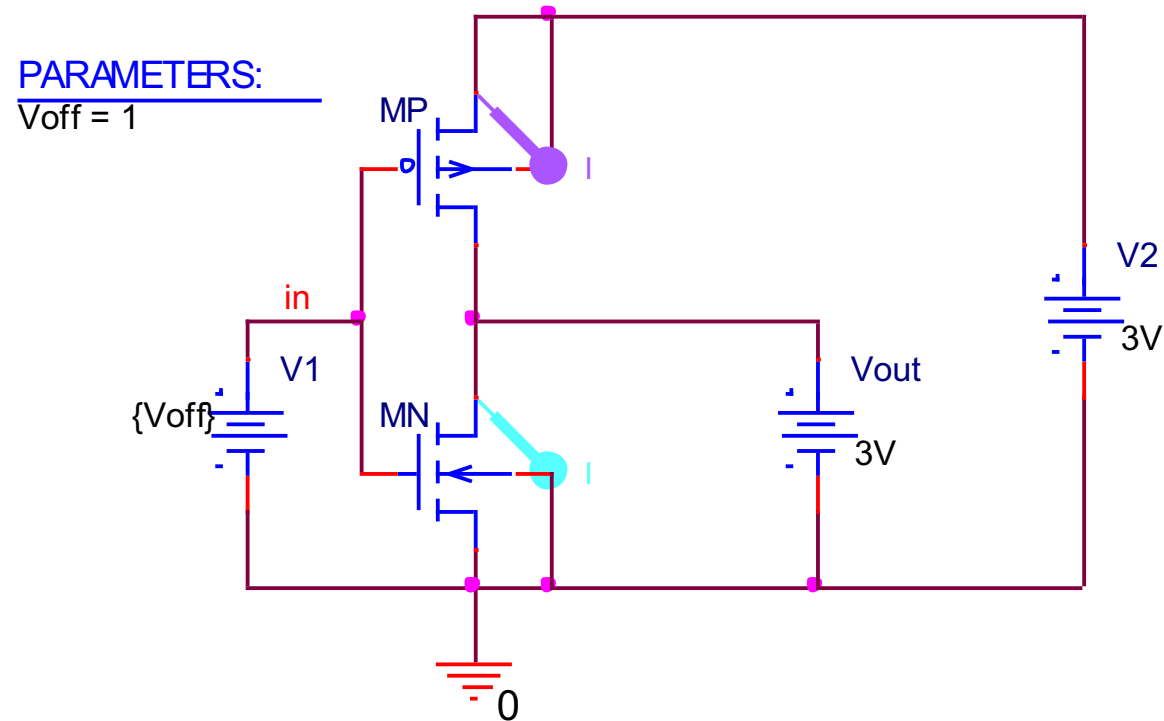 PARAMETERS:
Voff = 1
MP
I
in
V1
{Voff}
MN
I
Vout
3V
V2
3V
0